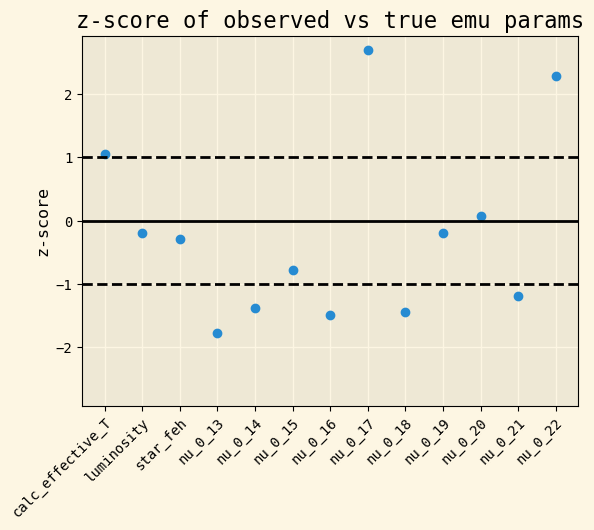 z-score of observed vs true emu params
z-score
2
1
0
−1
−2
calc_effective_T
luminosity
star_feh
nu_0_13
nu_0_14
nu_0_15
nu_0_16
nu_0_17
nu_0_18
nu_0_19
nu_0_20
nu_0_21
nu_0_22